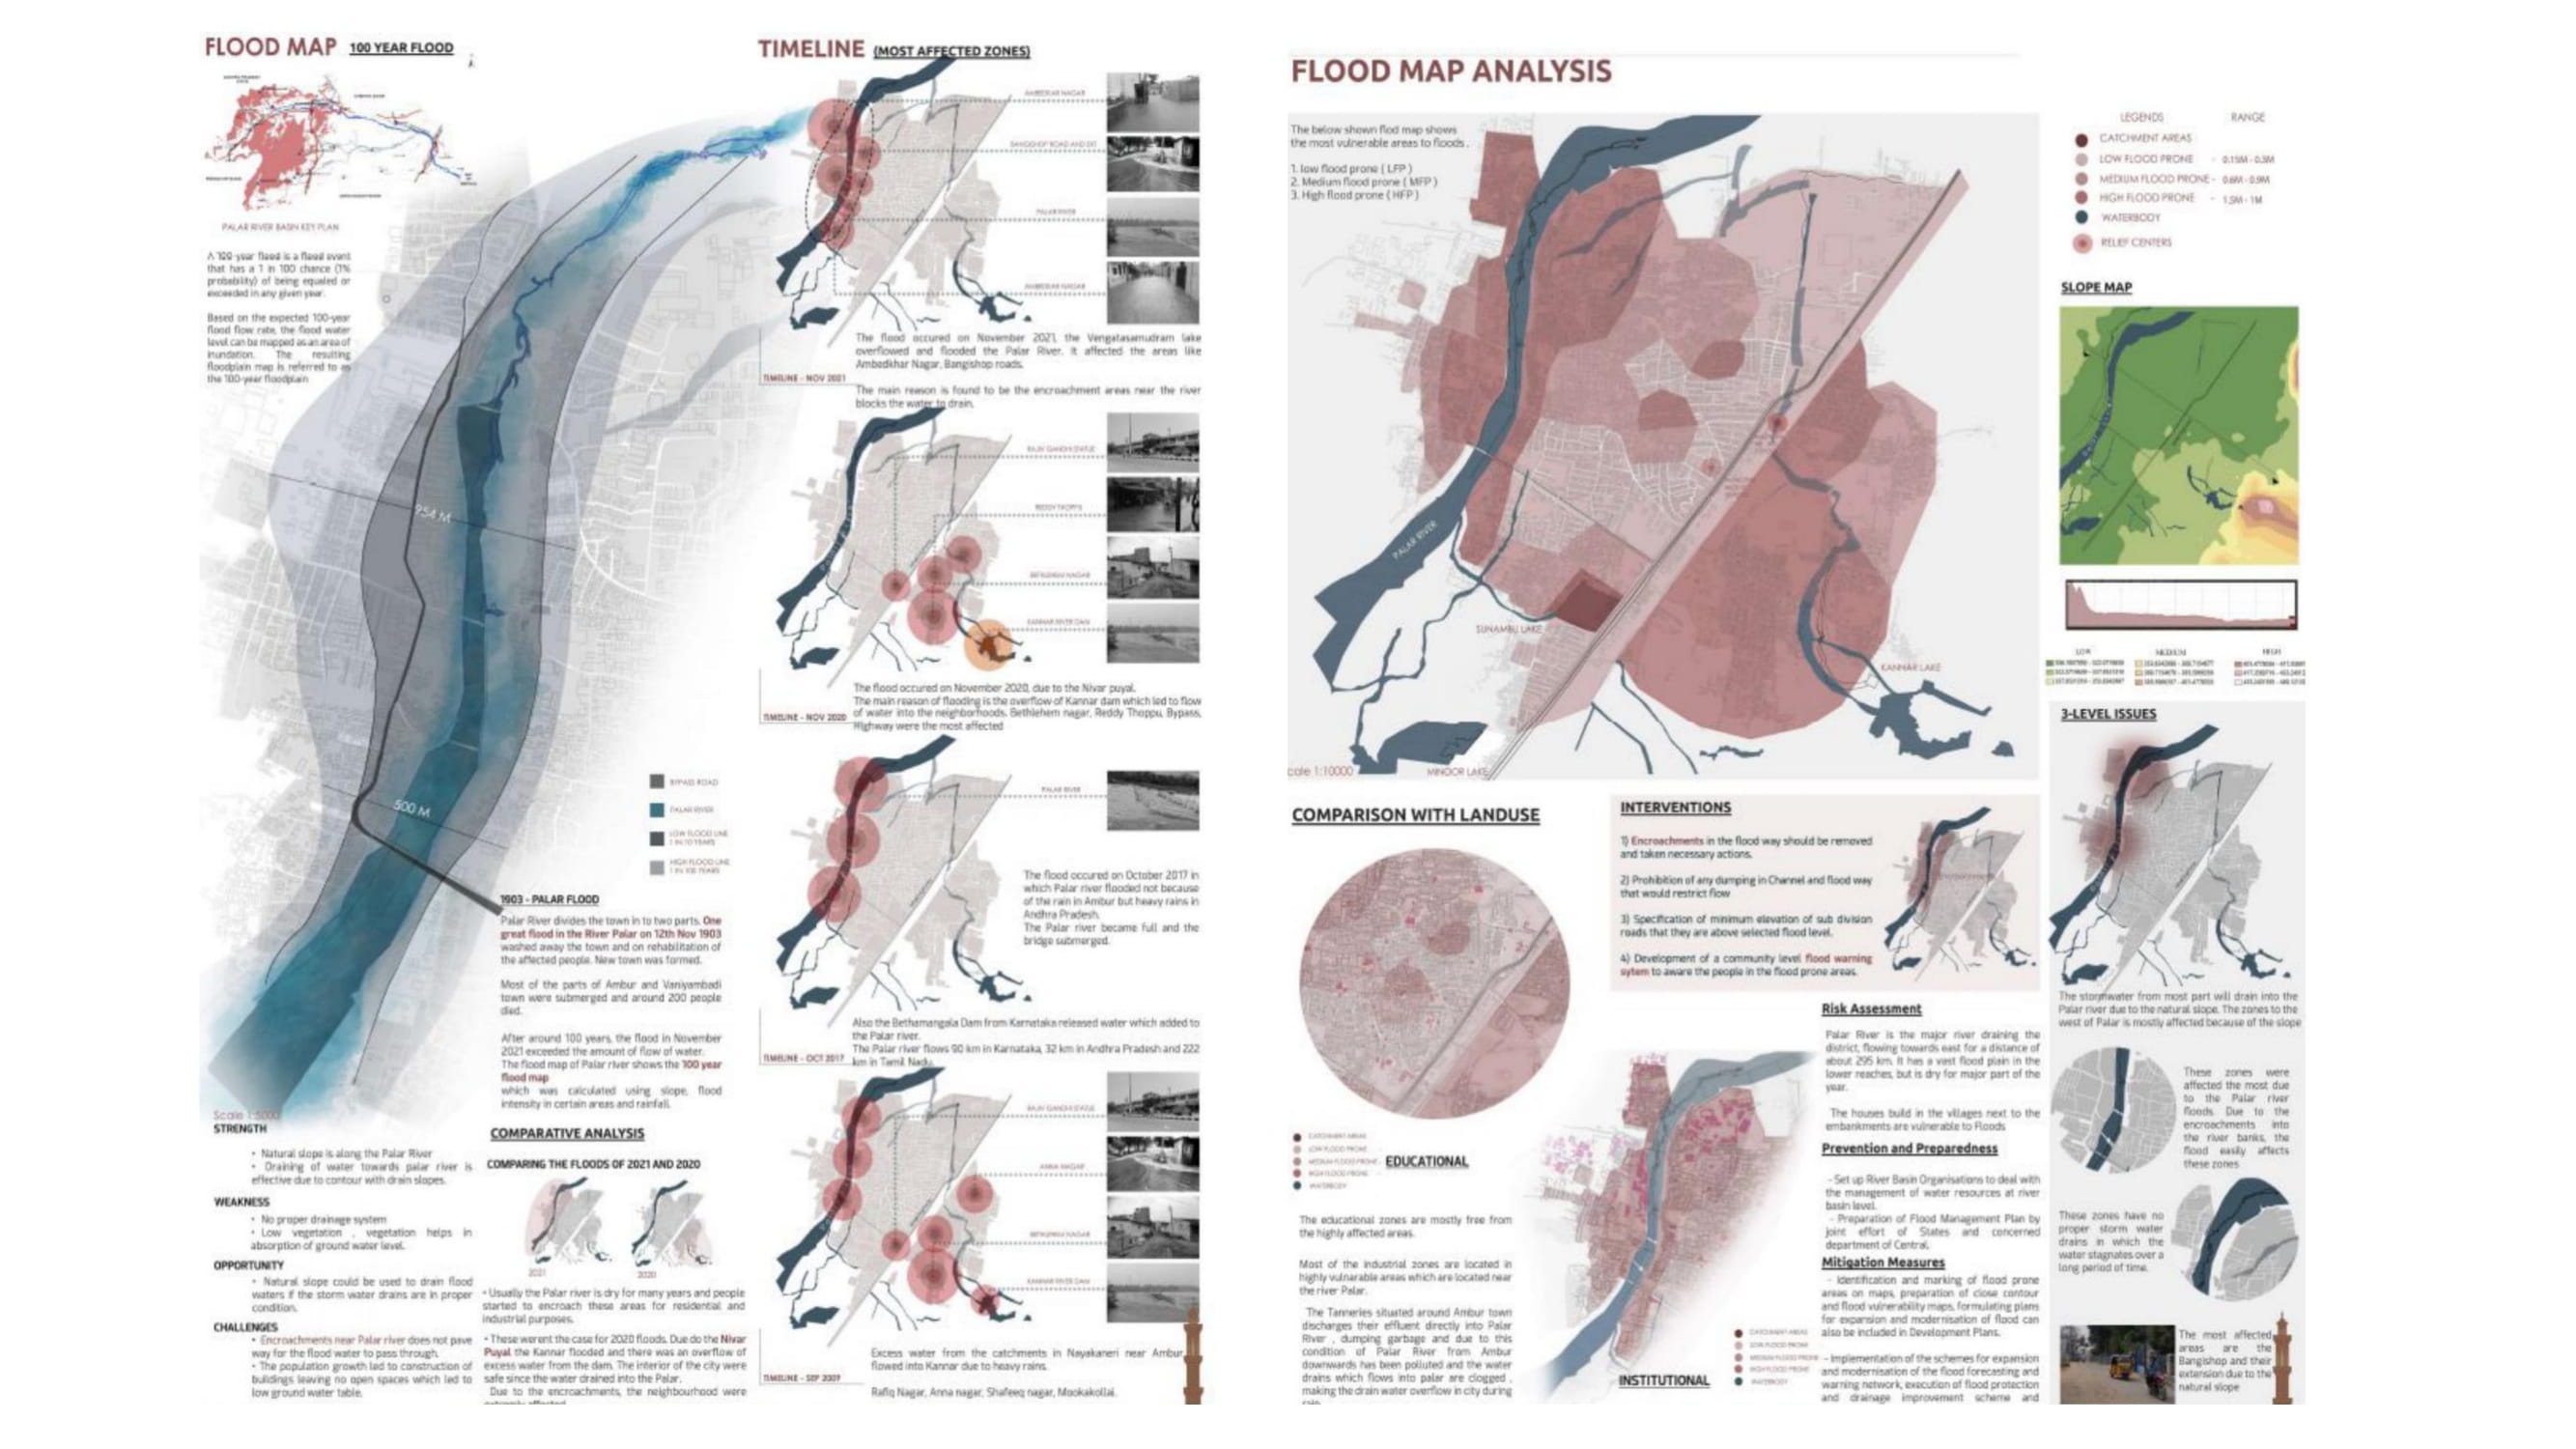 FLOOD MAP 100 YEAR FLOOD
PALAR RIVER BASIN KEY PLAN
A 100-year flood is a flood event
that has a 1 in 100 chance (1%
probability) of being equaled or
exceeded in any given year.
Based on the expected 100-year
flood flow rate, the flood water
level can be mapped as an area of
inundation. The resulting
floodplain map is referred to as
the 100-year floodplain
954 M
500 M
BYPASS ROAD
PALAR RIVER
LOW FLOOD LINE
1 IN 10 YEARS
HIGH FLOOD LINE
1 IN 100 YEARS
1903 - PALAR FLOOD
Palar River divides the town in to two parts. One
great flood in the River Palar on 12th Nov 1903
washed away the town and on rehabilitation of
the affected people. New town was formed.
Most of the parts of Ambur and Vaniyambadi
town were submerged and around 200 people
died.
After around 100 years, the flood in November
2021 exceeded the amount of flow of water.
The flood map of Palar river shows the 100 year
flood map
which was calculated using slope, flood
intensity in certain areas and rainfall.
Scale 1:5000
STRENGTH
• Natural slope is along the Palar River
• Draining of water towards palar river is
effective due to contour with drain slopes.
WEAKNESS
• No proper drainage system
• Low vegetation , vegetation helps in
absorption of ground water level.
OPPORTUNITY
• Natural slope could be used to drain flood
waters if the storm water drains are in proper
condition.
CHALLENGES
• Encroachments near Palar river does not pave
way for the flood water to pass through.
• The population growth led to construction of
buildings leaving no open spaces which led to
low ground water table.
COMPARATIVE ANALYSIS
COMPARING THE FLOODS OF 2021 AND 2020
2021
2020
• Usually the Palar river is dry for many years and people
started to encroach these areas for residential and
industrial purposes.
• These werent the case for 2020 floods. Due do the Nivar
Puyal the Kannar flooded and there was an overflow of
excess water from the dam. The interior of the city were
safe since the water drained into the Palar.
Due to the encroachments, the neighbourhood were
extremly affected
TIMELINE (MOST AFFECTED ZONES)
AMBEDKAR NAGAR
BANGISHOP ROAD AND EXT
PALAR RIVER
AMBEDKAR NAGAR
The flood occured on November 2021, the Vengatasamudram lake
overflowed and flooded the Palar River. It affected the areas like
Ambedkhar Nagar, Bangishop roads.
TIMELINE - NOV 2021
The main reason is found to be the encroachment areas near the river
blocks the water to drain.
RAJIV GANDHI STATUE
REDDY THOPPU
BETHLEHEM NAGAR
KANNAR RIVER DAM
The flood occured on November 2020, due to the Nivar puyal.
The main reason of flooding is the overflow of Kannar dam which led to flow
TIMELINE - NOV 2020
of water into the neighborhoods. Bethlehem nagar, Reddy Thoppu, Bypass,
Highway were the most affected
PALAR RIVER
The flood occured on October 2017 in
which Palar river flooded not because
of the rain in Ambur but heavy rains in
Andhra Pradesh.
The Palar river became full and the
bridge submerged.
Also the Bethamangala Dam from Karnataka released water which added to
the Palar river.
TIMELINE - OCT 2017
The Palar river flows 90 km in Karnataka, 32 km in Andhra Pradesh and 222
km in Tamil Nadu.
RAJIV GANDHI STATUE
ANNA NAGAR
BETHLEHEM NAGAR
KANNAR RIVER DAM
Excess water from the catchments in Nayakaneri near Ambur
flowed into Kannar due to heavy rains.
TIMELINE - SEP 2007
Rafiq Nagar, Anna nagar, Shafeeq nagar, Mookakollai.
FLOOD MAP ANALYSIS
The below shown flod map shows
the most vulnerable areas to floods .
1. low flood prone ( LFP )
2. Medium flood prone ( MFP )
3. High flood prone ( HFP )
PALAR RIVER
SUNAMBU LAKE
KANNAR LAKE
MINOOR LAKE
cale 1:10000
LEGENDS RANGE
CATCHMENT AREAS
LOW FLOOD PRONE - 0.15M - 0.3M
MEDIUM FLOOD PRONE - 0.6M - 0.9M
HIGH FLOOD PRONE - 1.5M - 1M
WATERBODY
RELIEF CENTERS
SLOPE MAP
LOW MEDIUM HIGH
3-LEVEL ISSUES
The stormwater from most part will drain into the
Palar river due to the natural slope. The zones to the
west of Palar is mostly affected because of the slope
These zones were
affected the most due
to the Palar river
floods. Due to the
encroachments into
the river banks, the
flood easily affects
these zones
These zones have no
proper storm water
drains in which the
water stagnates over a
long period of time.
The most affected
areas are the
Bangishop and their
extension due to the
natural slope
COMPARISON WITH LANDUSE
CATCHMENT AREAS
LOW FLOOD PRONE
MEDIUM FLOOD PRONE
HIGH FLOOD PRONE
WATERBODY
EDUCATIONAL
The educational zones are mostly free from
the highly affected areas.
Most of the industrial zones are located in
highly vulnarable areas which are located near
the river Palar.
The Tanneries situated around Ambur town
discharges their effluent directly into Palar
River , dumping garbage and due to this
condition of Palar River from Ambur
downwards has been polluted and the water
drains which flows into palar are clogged ,
making the drain water overflow in city during
rain.
INTERVENTIONS
1) Encroachments in the flood way should be removed
and taken necessary actions.
2) Prohibition of any dumping in Channel and flood way
that would restrict flow
3) Specification of minimum elevation of sub division
roads that they are above selected flood level.
4) Development of a community level flood warning
sytem to aware the people in the flood prone areas.
INSTITUTIONAL
CATCHMENT AREAS
LOW FLOOD PRONE
MEDIUM FLOOD PRONE
HIGH FLOOD PRONE
WATERBODY
Risk Assessment
Palar River is the major river draining the
district, flowing towards east for a distance of
about 295 km. It has a vast flood plain in the
lower reaches, but is dry for major part of the
year.
The houses build in the villages next to the
embankments are vulnerable to Floods
Prevention and Preparedness
- Set up River Basin Organisations to deal with
the management of water resources at river
basin level.
- Preparation of Flood Management Plan by
joint effort of States and concerned
department of Central.
Mitigation Measures
- Identification and marking of flood prone
areas on maps, preparation of close contour
and flood vulnerability maps, formulating plans
for expansion and modernisation of flood can
also be included in Development Plans.
- Implementation of the schemes for expansion
and modernisation of the flood forecasting and
warning network, execution of flood protection
and drainage improvement scheme and